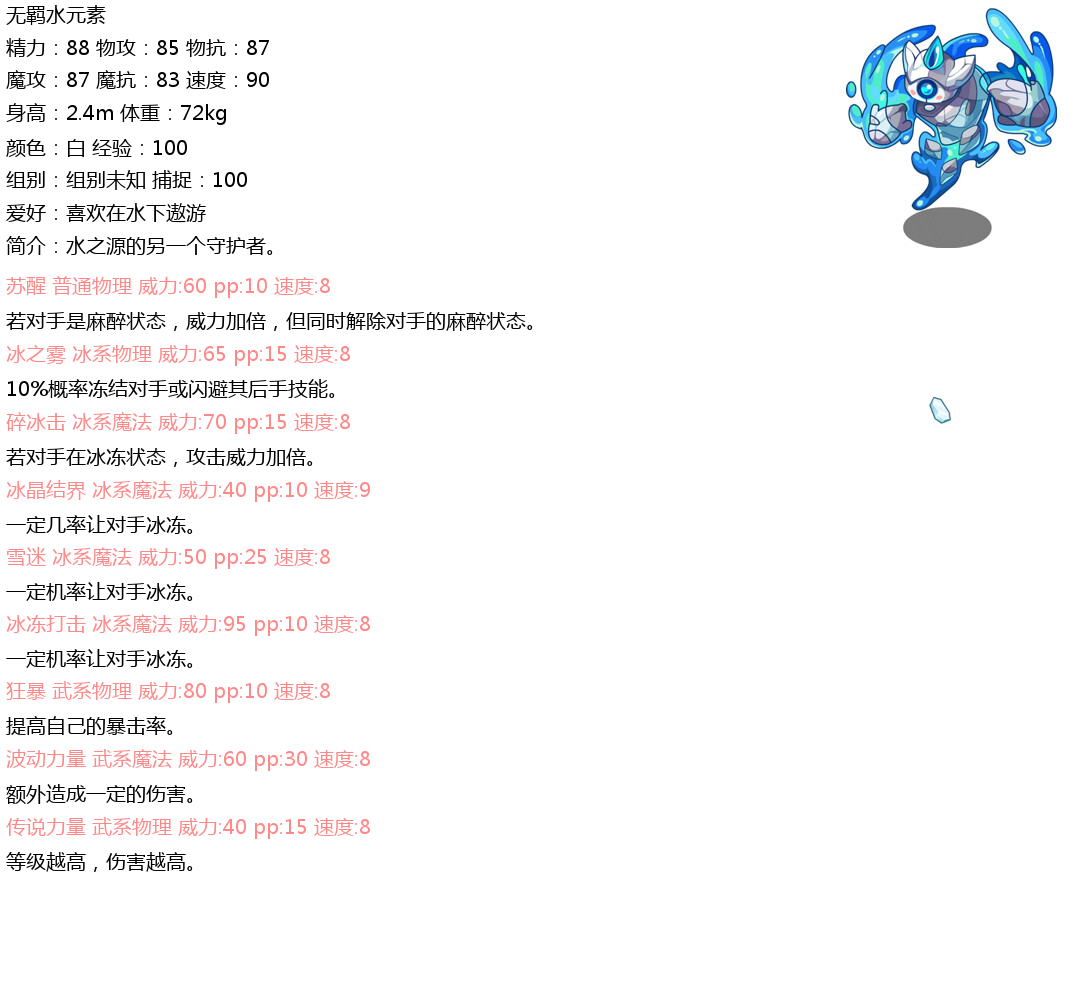 无羁水元素
精力：88 物攻：85 物抗：87
魔攻：87 魔抗：83 速度：90
身高：2.4m 体重：72kg
颜色：白 经验：100
组别：组别未知 捕捉：100
爱好：喜欢在水下遨游
简介：水之源的另一个守护者。
苏醒 普通物理 威力:60 pp:10 速度:8
若对手是麻醉状态，威力加倍，但同时解除对手的麻醉状态。
冰之雾 冰系物理 威力:65 pp:15 速度:8
10%概率冻结对手或闪避其后手技能。
碎冰击 冰系魔法 威力:70 pp:15 速度:8
若对手在冰冻状态，攻击威力加倍。
冰晶结界 冰系魔法 威力:40 pp:10 速度:9
一定几率让对手冰冻。
雪迷 冰系魔法 威力:50 pp:25 速度:8
一定机率让对手冰冻。
冰冻打击 冰系魔法 威力:95 pp:10 速度:8
一定机率让对手冰冻。
狂暴 武系物理 威力:80 pp:10 速度:8
提高自己的暴击率。
波动力量 武系魔法 威力:60 pp:30 速度:8
额外造成一定的伤害。
传说力量 武系物理 威力:40 pp:15 速度:8
等级越高，伤害越高。